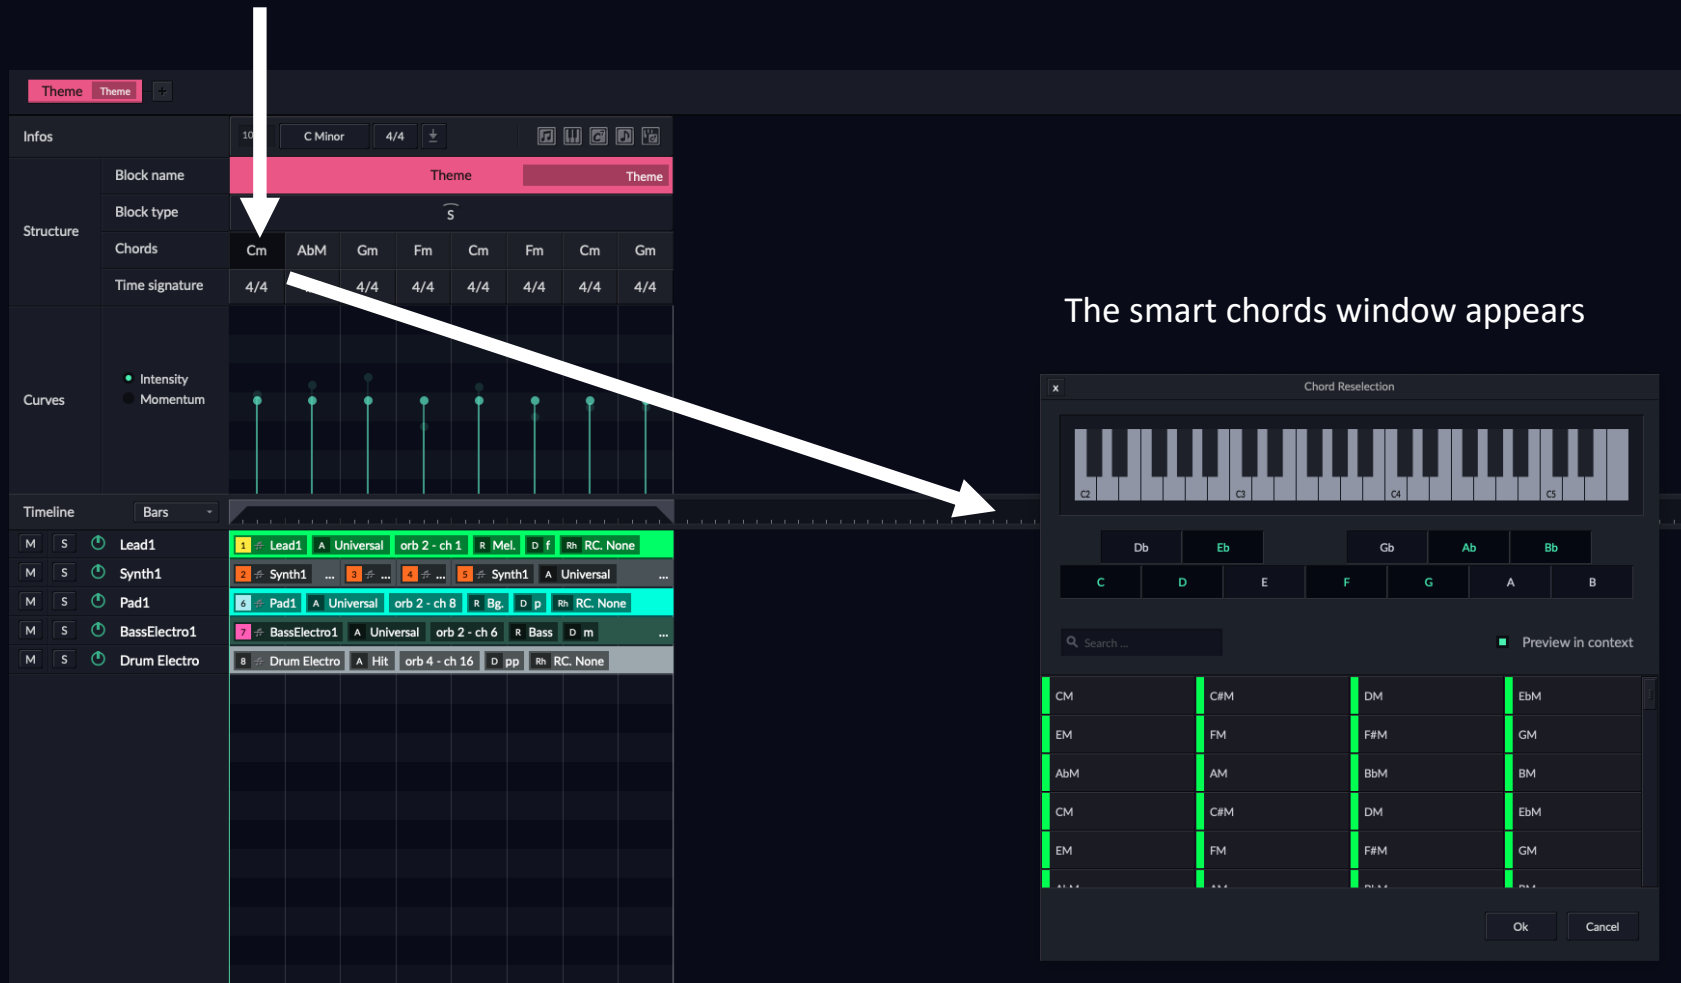 Theme Theme +
Infos 10 C Minor 4/4
Block name Theme Theme
Block type S
Structure
Chords Cm AbM Gm Fm Cm Fm Cm Gm
Time signature 4/4 4/4 4/4 4/4 4/4 4/4 4/4
The smart chords window appears
Curves
Intensity
Momentum
x Chord Reselection
C2 C3 C4 C5
Db Eb Gb Ab Bb
C D E F G A B
Search ... Preview in context
CM C#M DM EbM
EM FM F#M GM
AbM AM BbM BM
CM C#M DM EbM
EM FM F#M GM
Ok Cancel
Timeline Bars
M S Lead1 1 Lead1 A Universal orb 2 - ch 1 R Mel. D f Rh RC. None
M S Synth1 2 Synth1 ... 3 ... 4 ... 5 Synth1 A Universal ...
M S Pad1 6 Pad1 A Universal orb 2 - ch 8 R Bg. D p Rh RC. None
M S BassElectro1 7 BassElectro1 A Universal orb 2 - ch 6 R Bass D m ...
M S Drum Electro 8 Drum Electro A Hit orb 4 - ch 16 D pp Rh RC. None